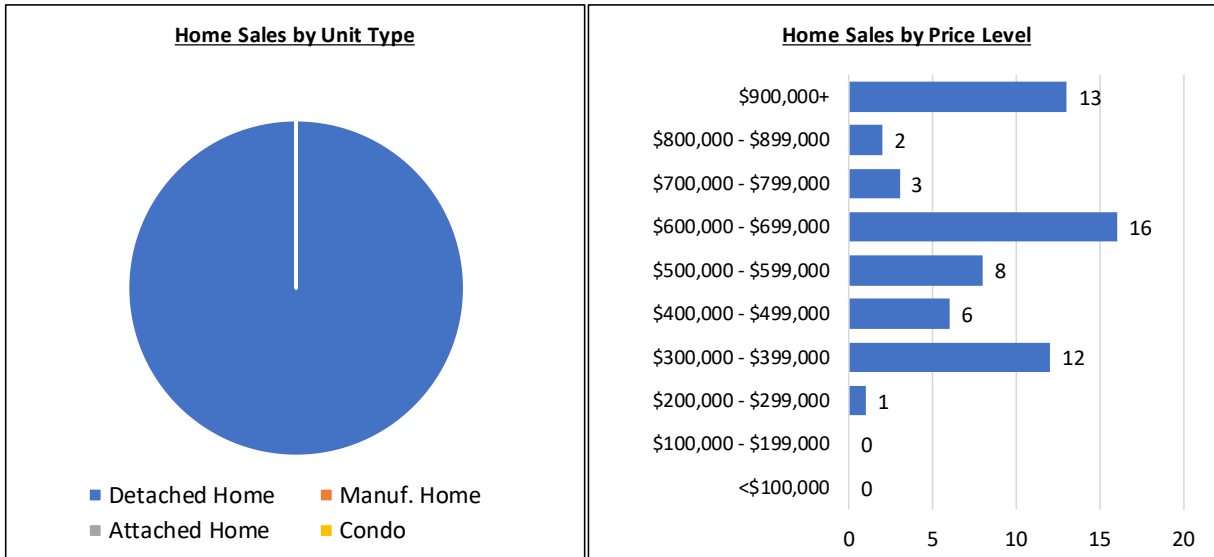 Home Sales by Unit Type
Detached Home
Manuf. Home
Attached Home
Condo
Home Sales by Price Level
$900,000+ 13
$800,000 - $899,000 2
$700,000 - $799,000 3
$600,000 - $699,000 16
$500,000 - $599,000 8
$400,000 - $499,000 6
$300,000 - $399,000 12
$200,000 - $299,000 1
$100,000 - $199,000 0
<$100,000 0
0 5 10 15 20